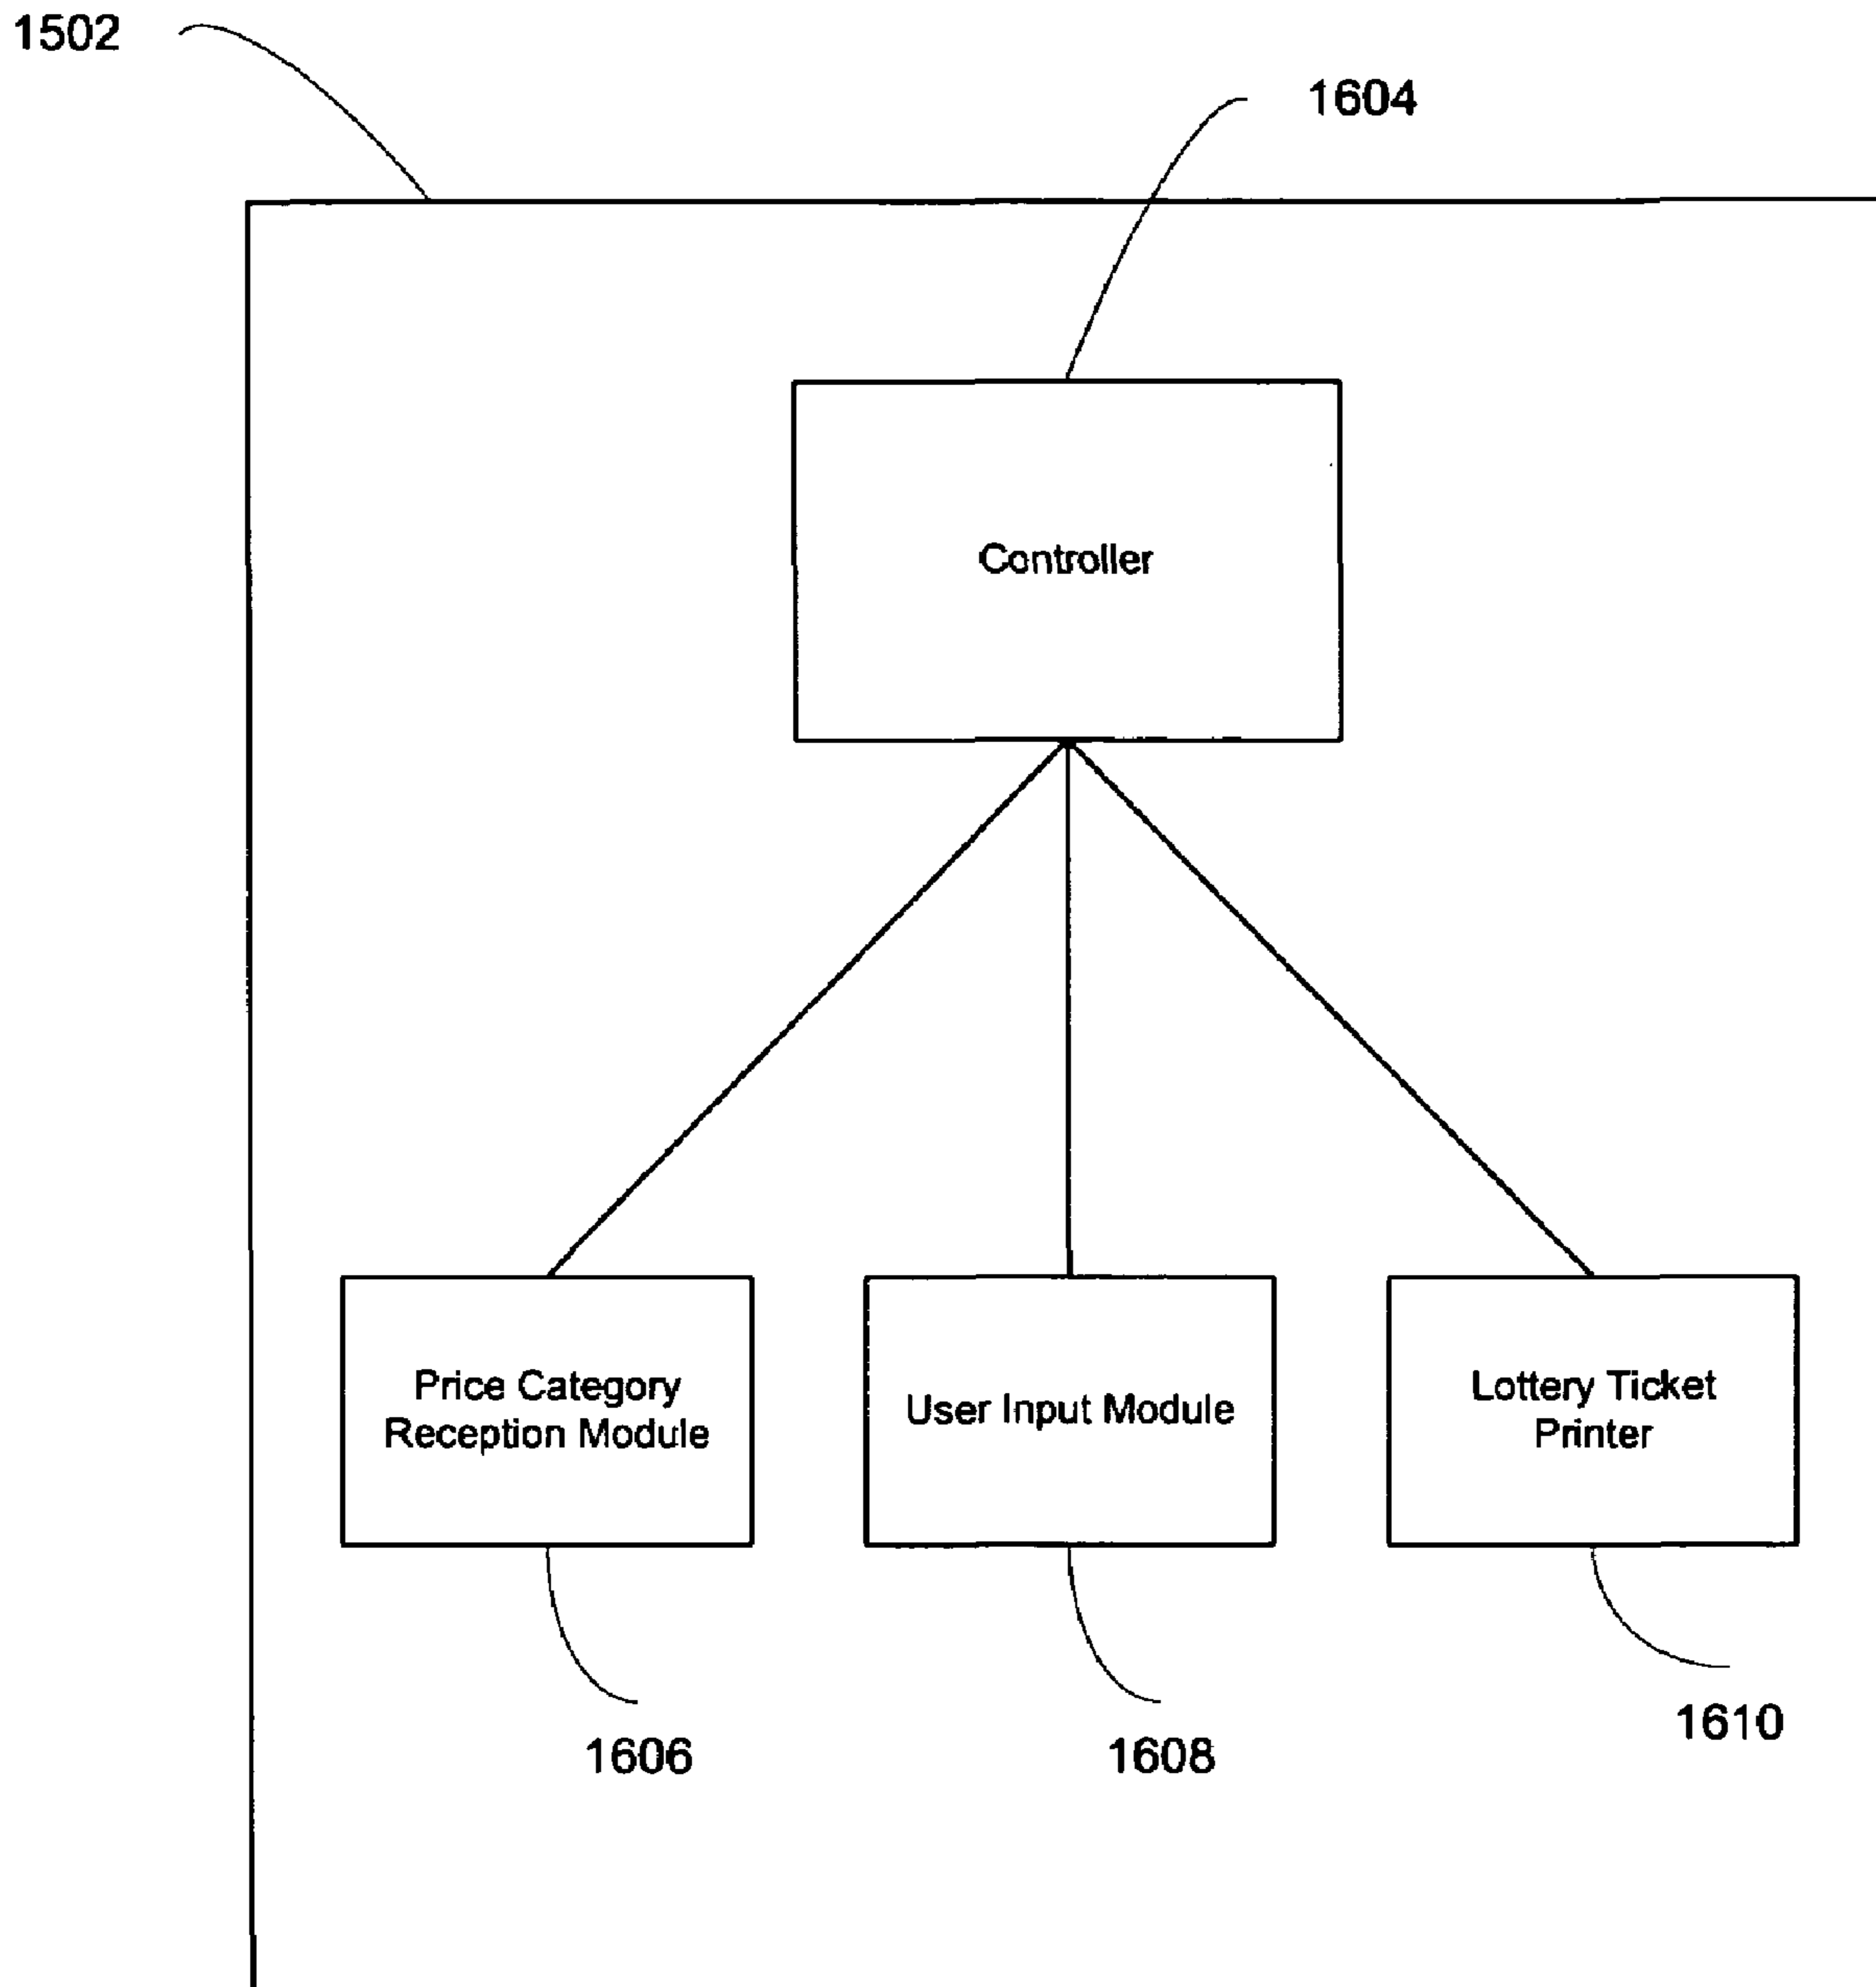 1502
1604
Controller
Price Category
Reception Module
User Input Module
Lottery Ticket
Printer
1606
1608
1610